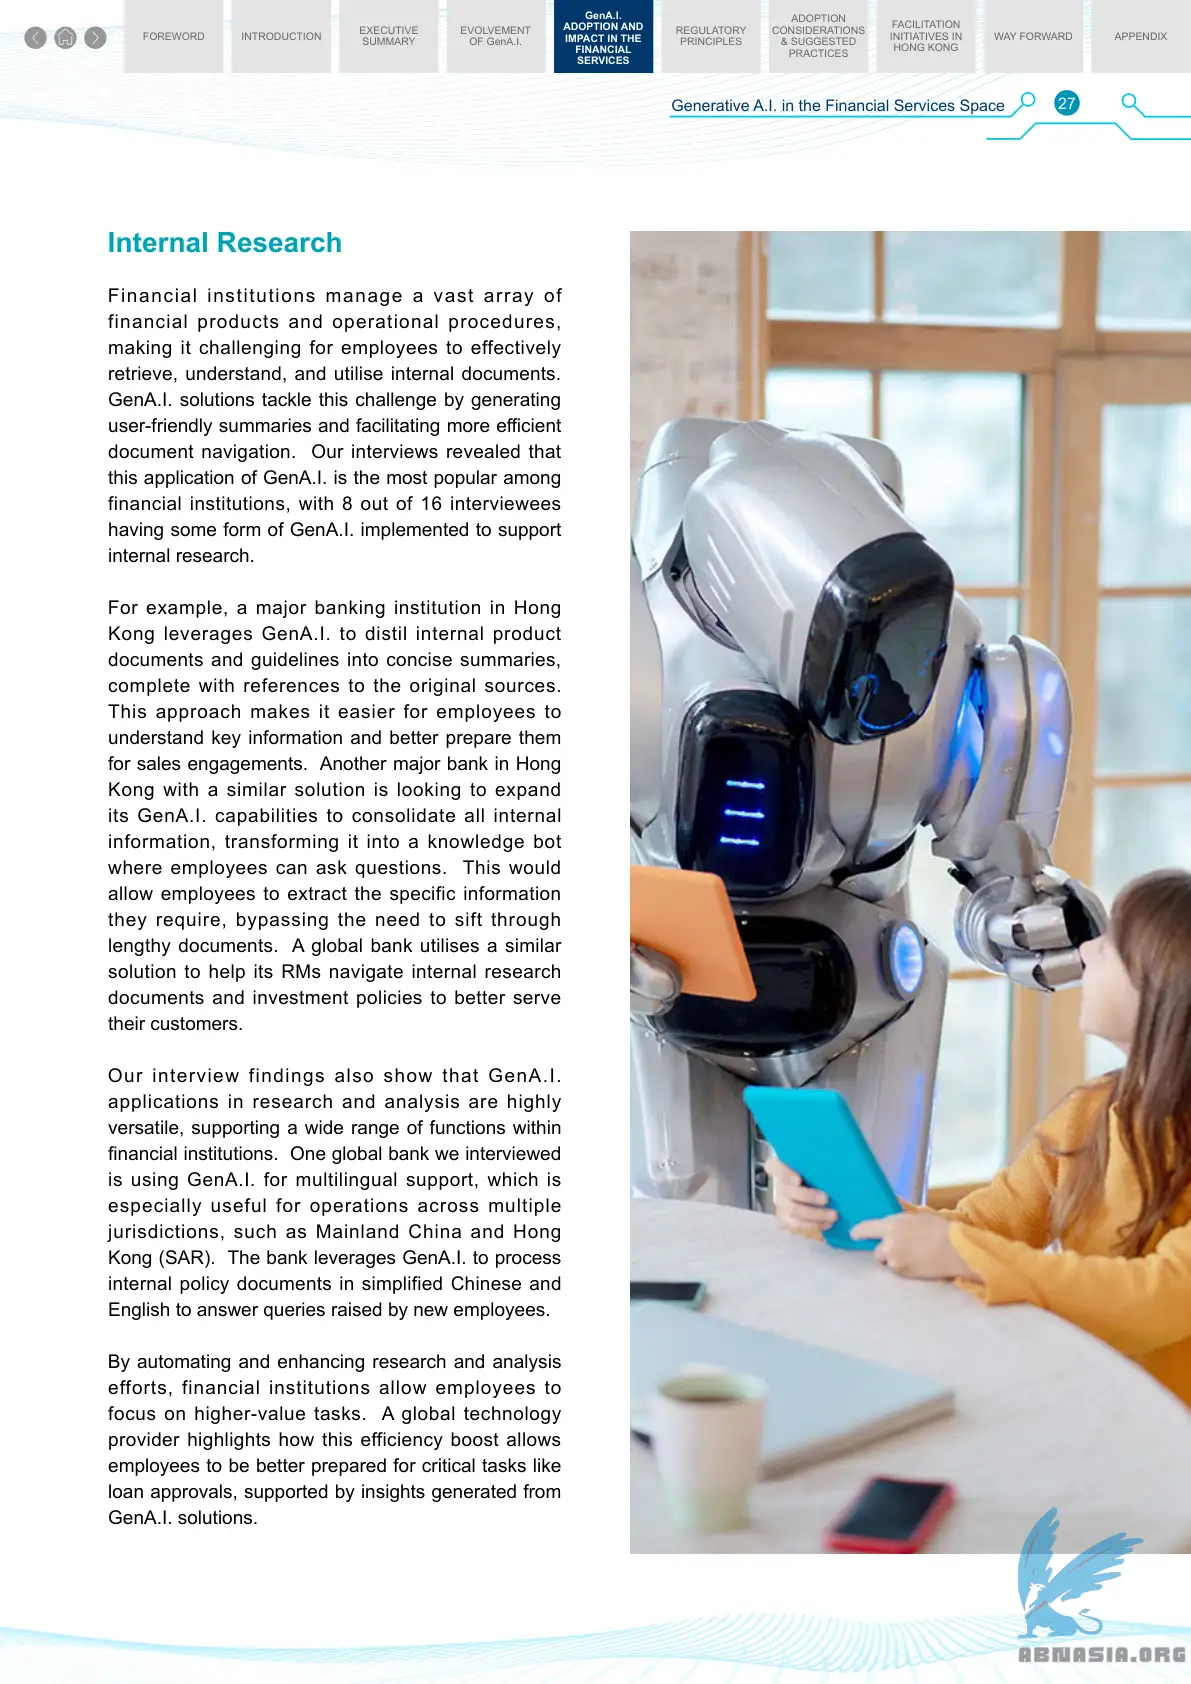 FOREWORD
INTRODUCTION
EXECUTIVE
SUMMARY
EVOLVEMENT
OF GenA.I.
GenA.I.
ADOPTION AND
IMPACT IN THE
FINANCIAL
SERVICES
REGULATORY
PRINCIPLES
ADOPTION
CONSIDERATIONS
& SUGGESTED
PRACTICES
FACILITATION
INITIATIVES IN
HONG KONG
WAY FORWARD
APPENDIX
Generative A.I. in the Financial Services Space
27
Internal Research
Financial institutions manage a vast array of
financial products and operational procedures,
making it challenging for employees to effectively
retrieve, understand, and utilise internal documents.
GenA.I. solutions tackle this challenge by generating
user-friendly summaries and facilitating more efficient
document navigation.  Our interviews revealed that
this application of GenA.I. is the most popular among
financial institutions, with 8 out of 16 interviewees
having some form of GenA.I. implemented to support
internal research.
For example, a major banking institution in Hong
Kong leverages GenA.I. to distil internal product
documents and guidelines into concise summaries,
complete with references to the original sources.
This approach makes it easier for employees to
understand key information and better prepare them
for sales engagements.  Another major bank in Hong
Kong with a similar solution is looking to expand
its GenA.I. capabilities to consolidate all internal
information, transforming it into a knowledge bot
where employees can ask questions.  This would
allow employees to extract the specific information
they require, bypassing the need to sift through
lengthy documents.  A global bank utilises a similar
solution to help its RMs navigate internal research
documents and investment policies to better serve
their customers.
Our interview findings also show that GenA.I.
applications in research and analysis are highly
versatile, supporting a wide range of functions within
financial institutions.  One global bank we interviewed
is using GenA.I. for multilingual support, which is
especially useful for operations across multiple
jurisdictions, such as Mainland China and Hong
Kong (SAR).  The bank leverages GenA.I. to process
internal policy documents in simplified Chinese and
English to answer queries raised by new employees.
By automating and enhancing research and analysis
efforts, financial institutions allow employees to
focus on higher-value tasks.  A global technology
provider highlights how this efficiency boost allows
employees to be better prepared for critical tasks like
loan approvals, supported by insights generated from
GenA.I. solutions.
ABNASIA.ORG